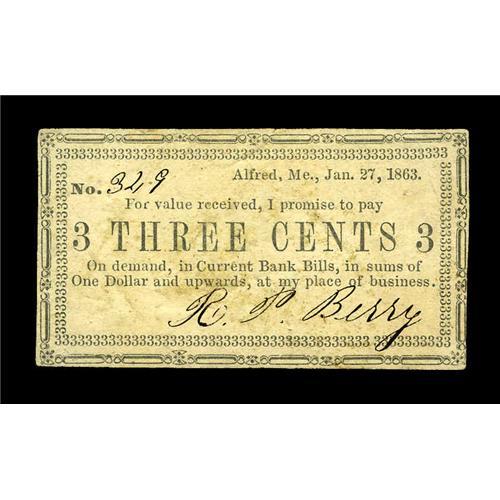 Alfred, Me., Jan. 27, 1863.
No. 329
For value received, I promise to pay
3 THREE CENTS 3
On demand, in Current Bank Bills, in sums of
One Dollar and upwards, at my place of business.
R. P. Berry